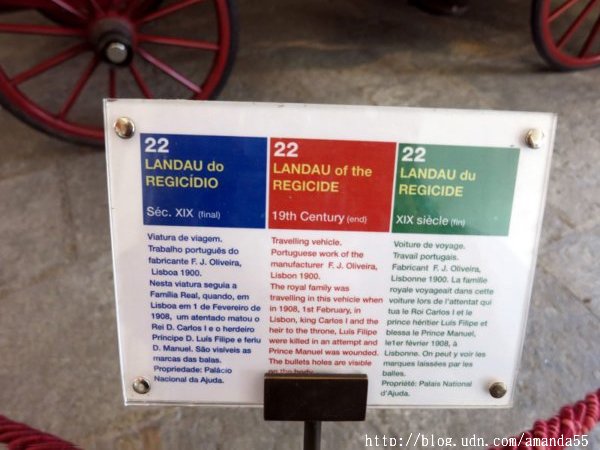 22
LANDAU do
REGICÍDIO
Séc. XIX (final)
Viatura de viagem.
Trabalho português do
fabricante F. J. Oliveira,
Lisboa 1900.
Nesta viatura seguia a
Família Real, quando, em
Lisboa em 1 de Fevereiro de
1908, um atentado matou o
Rei D. Carlos I e o herdeiro
Príncipe D. Luís Filipe e feriu
D. Manuel. São visíveis as
marcas das balas.
Propriedade: Palácio
Nacional da Ajuda.
22
LANDAU of the
REGICIDE
19th Century (end)
Travelling vehicle.
Portuguese work of the
manufacturer F. J. Oliveira,
Lisbon 1900.
The royal family was
travelling in this vehicle when
in 1908, 1st February, in
Lisbon, king Carlos I and the
heir to the throne, Luís Filipe
were killed in an attempt and
Prince Manuel was wounded.
The bullets holes are visible
on the body.
22
LANDAU du
REGICIDE
XIX siècle (fin)
Voiture de voyage.
Travail portugais.
Fabricant F. J. Oliveira,
Lisbonne 1900. La famille
royale voyageait dans cette
voiture lors de l'attentat qui
tua le Roi Carlos I et le
prince héritier Luis Filipe et
blessa le Prince Manuel,
le1er février 1908, à
Lisbonne. On peut y voir les
marques laissées par les
balles.
Propriété: Palais National
d'Ajuda.
http://blog.udn.com/amanda55